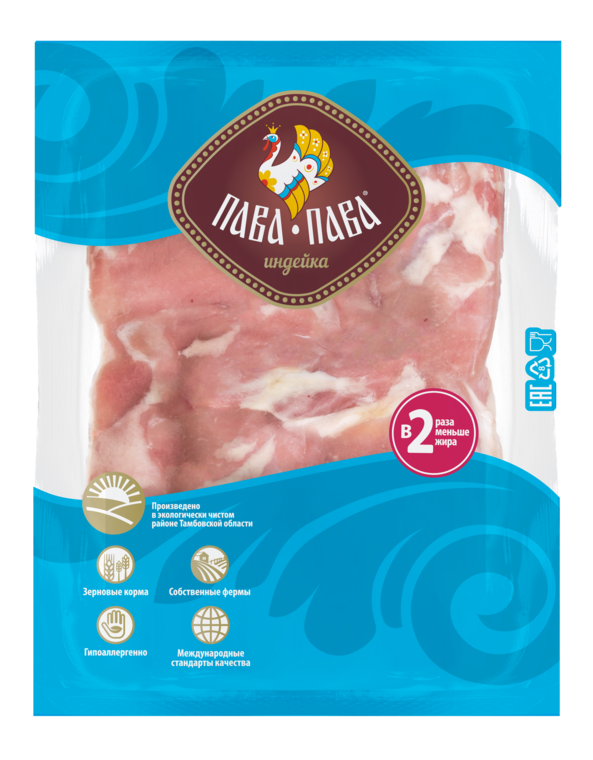 ПАВА • ПАВА®
индейка
в 2 раза
меньше
жира
EAC
8
Произведено
в экологически чистом
районе Тамбовской области
Зерновые корма
Собственные фермы
Гипоаллергенно
Международные
стандарты качества